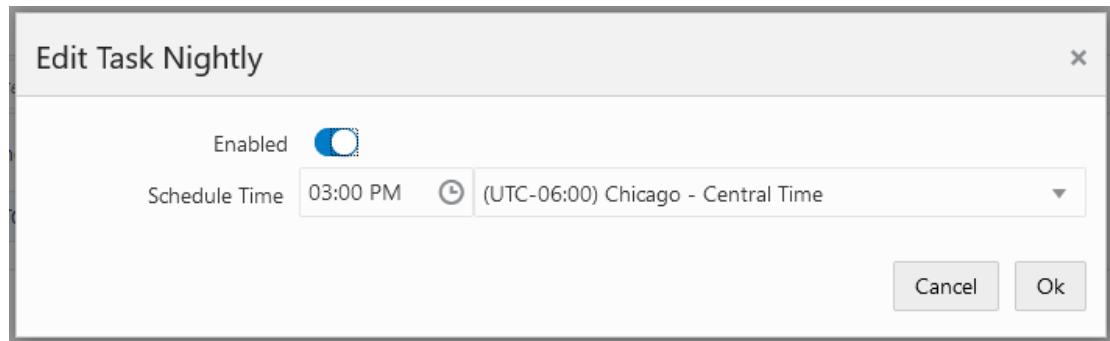 Edit Task Nightly ×
Enabled
Schedule Time 03:00 PM (UTC-06:00) Chicago - Central Time
Cancel Ok